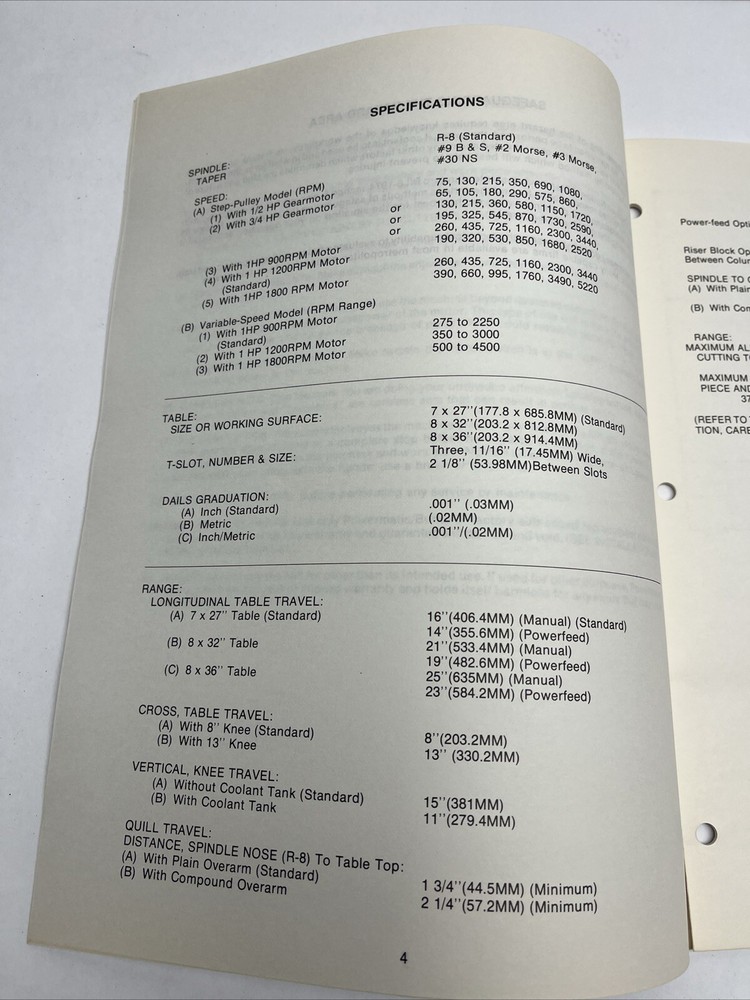 SPECIFICATIONS
SPINDLE:
TAPER
R-8 (Standard)
#9 B & S, #2 Morse, #3 Morse,
#30 NS
SPEED:
(A) Step-Pulley Model (RPM)
(1) With 1/2 HP Gearmotor
(2) With 3/4 HP Gearmotor
75, 130, 215, 350, 690, 1080,
or 65, 105, 180, 290, 575, 860,
130, 215, 360, 580, 1150, 1720,
or 195, 325, 545, 870, 1730, 2590,
260, 435, 725, 1160, 2300, 3440,
or 190, 320, 530, 850, 1680, 2520
(3) With 1HP 900RPM Motor
(4) With 1 HP 1200RPM Motor
(Standard)
260, 435, 725, 1160, 2300, 3440
(5) With 1HP 1800 RPM Motor
390, 660, 995, 1760, 3490, 5220
(B) Variable-Speed Model (RPM Range)
(1) With 1HP 900RPM Motor
(Standard)
275 to 2250
(2) With 1 HP 1200RPM Motor
350 to 3000
(3) With 1 HP 1800RPM Motor
500 to 4500
TABLE:
SIZE OR WORKING SURFACE:
7 x 27''(177.8 x 685.8MM) (Standard)
8 x 32''(203.2 x 812.8MM)
8 x 36''(203.2 x 914.4MM)
T-SLOT, NUMBER & SIZE:
Three, 11/16'' (17.45MM) Wide,
2 1/8'' (53.98MM)Between Slots
DAILS GRADUATION:
(A) Inch (Standard) .001'' (.03MM)
(B) Metric (.02MM)
(C) Inch/Metric .001''/(.02MM)
RANGE:
LONGITUDINAL TABLE TRAVEL:
(A) 7 x 27'' Table (Standard) 16''(406.4MM) (Manual) (Standard)
14''(355.6MM) (Powerfeed)
(B) 8 x 32'' Table 21''(533.4MM) (Manual)
19''(482.6MM) (Powerfeed)
(C) 8 x 36'' Table 25''(635MM) (Manual)
23''(584.2MM) (Powerfeed)
CROSS, TABLE TRAVEL:
(A) With 8'' Knee (Standard) 8''(203.2MM)
(B) With 13'' Knee 13'' (330.2MM)
VERTICAL, KNEE TRAVEL:
(A) Without Coolant Tank (Standard) 15''(381MM)
(B) With Coolant Tank 11''(279.4MM)
QUILL TRAVEL:
DISTANCE, SPINDLE NOSE (R-8) To Table Top:
(A) With Plain Overarm (Standard) 1 3/4''(44.5MM) (Minimum)
(B) With Compound Overarm 2 1/4''(57.2MM) (Minimum)
4
Power-feed Opti
Riser Block Op
Between Colu
SPINDLE TO
(A) With Plain
(B) With Com
RANGE:
MAXIMUM AL
CUTTING T
MAXIMUM
PIECE AND
37
(REFER TO
TION, CARE